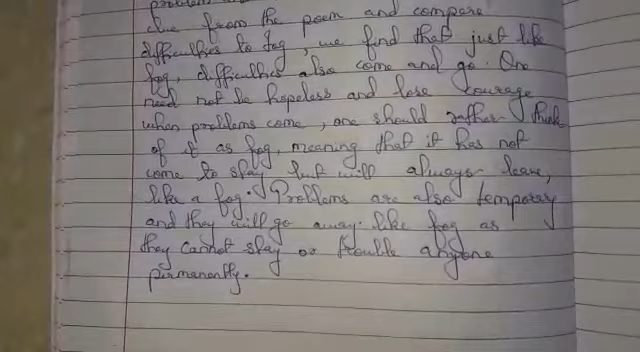 problems
clue from the poem and compare
difficulties to fog, we find that just like
fog, difficulties also come and go. One
need not be hopeless and lose courage
when problems come, one should rather think
of it as fog, meaning that it has not
come to stay but will always leave,
like a fog. Problems are also temporary
and they will go away like fog as
they cannot stay or trouble anyone
permanently.